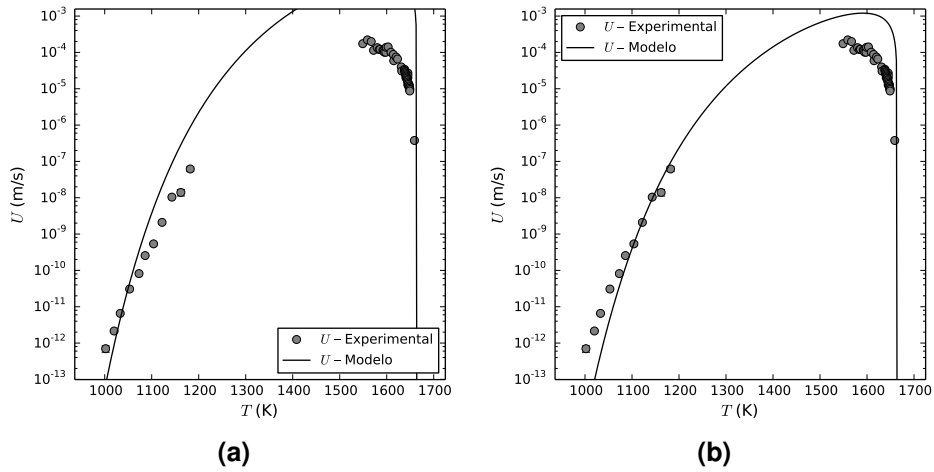 10⁻³
10⁻⁴
10⁻⁵
10⁻⁶
10⁻⁷
10⁻⁸
10⁻⁹
10⁻¹⁰
10⁻¹¹
10⁻¹²
10⁻¹³
U (m/s)
U – Experimental
U – Modelo
1000 1100 1200 1300 1400 1500 1600 1700
T (K)
(a)
10⁻³
10⁻⁴
10⁻⁵
10⁻⁶
10⁻⁷
10⁻⁸
10⁻⁹
10⁻¹⁰
10⁻¹¹
10⁻¹²
10⁻¹³
U (m/s)
U – Experimental
U – Modelo
1000 1100 1200 1300 1400 1500 1600 1700
T (K)
(b)